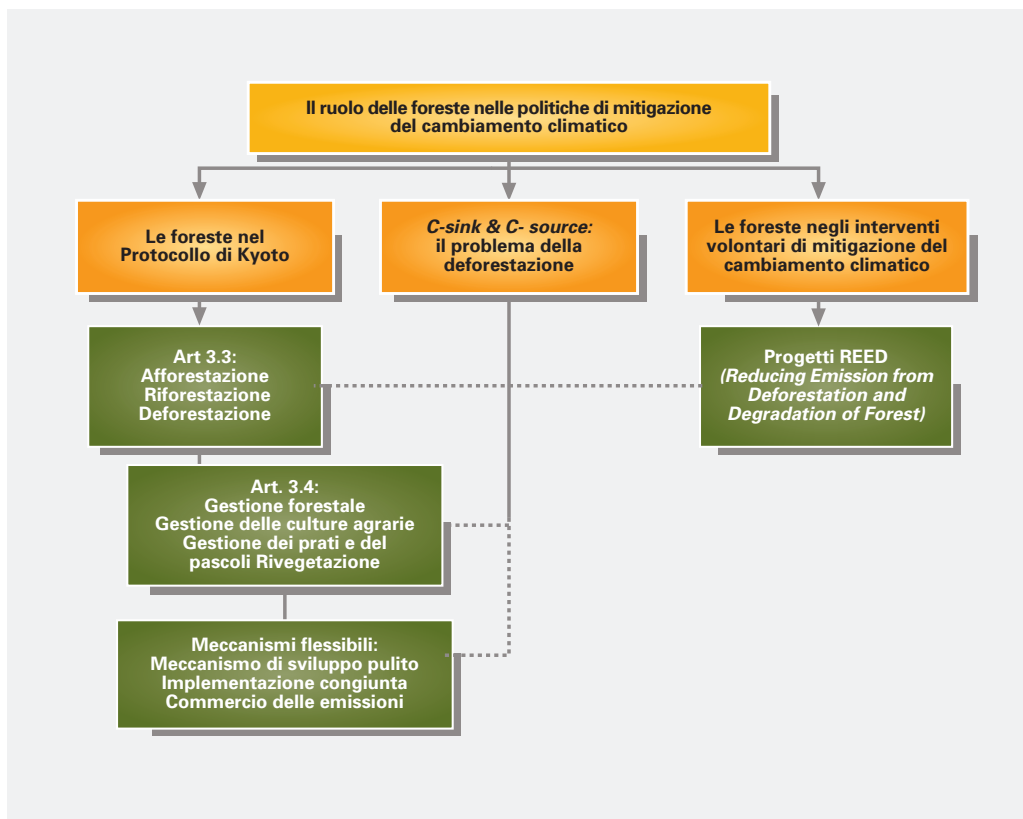 Il ruolo delle foreste nelle politiche di mitigazione
del cambiamento climatico
Le foreste nel
Protocollo di Kyoto
C-sink & C- source:
il problema della
deforestazione
Le foreste negli interventi
volontari di mitigazione del
cambiamento climatico
Art 3.3:
Afforestazione
Riforestazione
Deforestazione
Progetti REED
(Reducing Emission from
Deforestation and
Degradation of Forest)
Art. 3.4:
Gestione forestale
Gestione delle culture agrarie
Gestione dei prati e del
pascoli Rivegetazione
Meccanismi flessibili:
Meccanismo di sviluppo pulito
Implementazione congiunta
Commercio delle emissioni